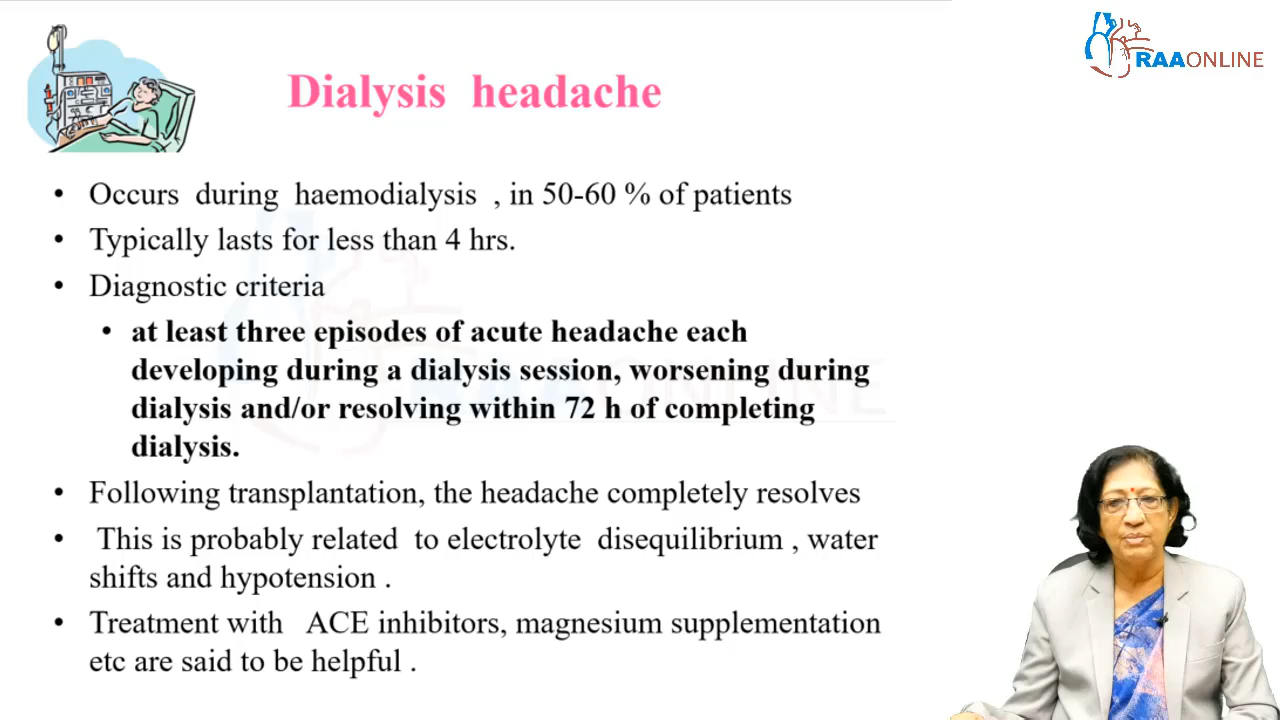 RAAONLINE
Dialysis headache
• Occurs during haemodialysis , in 50-60 % of patients
• Typically lasts for less than 4 hrs.
• Diagnostic criteria
• at least three episodes of acute headache each
developing during a dialysis session, worsening during
dialysis and/or resolving within 72 h of completing
dialysis.
• Following transplantation, the headache completely resolves
• This is probably related to electrolyte disequilibrium , water
shifts and hypotension .
• Treatment with ACE inhibitors, magnesium supplementation
etc are said to be helpful .